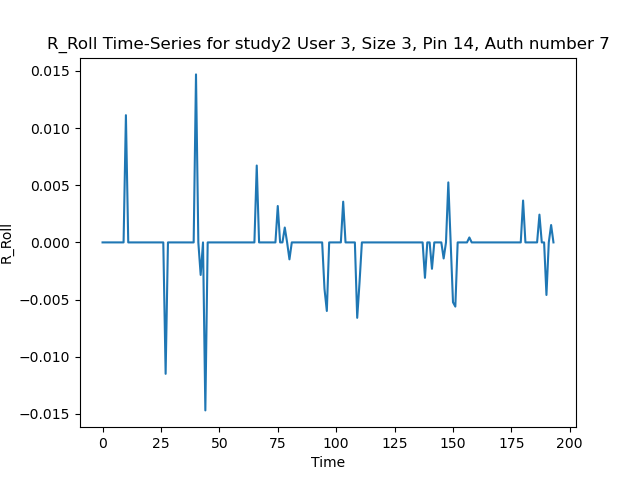 R_Roll Time-Series for study2 User 3, Size 3, Pin 14, Auth number 7
0.015
0.010
0.005
0.000
−0.005
−0.010
−0.015
R_Roll
0 25 50 75 100 125 150 175 200
Time